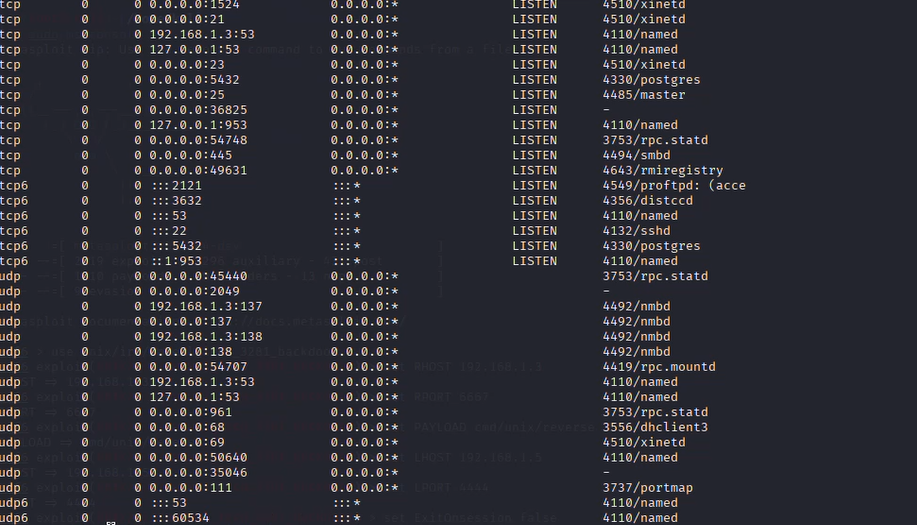 tcp 0 0 0.0.0.0:1524 0.0.0.0:* LISTEN 4510/xinetd
tcp 0 0 0.0.0.0:21 0.0.0.0:* LISTEN 4510/xinetd
tcp 0 0 192.168.1.3:53 0.0.0.0:* LISTEN 4110/named
tcp 0 0 127.0.0.1:53 0.0.0.0:* LISTEN 4110/named
tcp 0 0 0.0.0.0:23 0.0.0.0:* LISTEN 4510/xinetd
tcp 0 0 0.0.0.0:5432 0.0.0.0:* LISTEN 4330/postgres
tcp 0 0 0.0.0.0:25 0.0.0.0:* LISTEN 4485/master
tcp 0 0 0.0.0.0:36825 0.0.0.0:* LISTEN -
tcp 0 0 127.0.0.1:953 0.0.0.0:* LISTEN 4110/named
tcp 0 0 0.0.0.0:54748 0.0.0.0:* LISTEN 3753/rpc.statd
tcp 0 0 0.0.0.0:445 0.0.0.0:* LISTEN 4494/smbd
tcp 0 0 0.0.0.0:49631 0.0.0.0:* LISTEN 4643/rmiregistry
tcp6 0 0 :::2121 :::* LISTEN 4549/proftpd: (acce
tcp6 0 0 :::3632 :::* LISTEN 4356/distccd
tcp6 0 0 :::53 :::* LISTEN 4110/named
tcp6 0 0 :::22 :::* LISTEN 4132/sshd
tcp6 0 0 :::5432 :::* LISTEN 4330/postgres
tcp6 0 0 ::1:953 :::* LISTEN 4110/named
udp 0 0 0.0.0.0:45440 0.0.0.0:* 3753/rpc.statd
udp 0 0 0.0.0.0:2049 0.0.0.0:* -
udp 0 0 192.168.1.3:137 0.0.0.0:* 4492/nmbd
udp 0 0 0.0.0.0:137 0.0.0.0:* 4492/nmbd
udp 0 0 192.168.1.3:138 0.0.0.0:* 4492/nmbd
udp 0 0 0.0.0.0:138 0.0.0.0:* 4492/nmbd
udp 0 0 0.0.0.0:54707 0.0.0.0:* 4419/rpc.mountd
udp 0 0 192.168.1.3:53 0.0.0.0:* 4110/named
udp 0 0 127.0.0.1:53 0.0.0.0:* 4110/named
udp 0 0 0.0.0.0:961 0.0.0.0:* 3753/rpc.statd
udp 0 0 0.0.0.0:68 0.0.0.0:* 3556/dhclient3
udp 0 0 0.0.0.0:69 0.0.0.0:* 4510/xinetd
udp 0 0 0.0.0.0:50640 0.0.0.0:* 4110/named
udp 0 0 0.0.0.0:35046 0.0.0.0:* -
udp 0 0 0.0.0.0:111 0.0.0.0:* 3737/portmap
udp6 0 0 :::53 :::* 4110/named
udp6 0 0 :::60534 :::* 4110/named